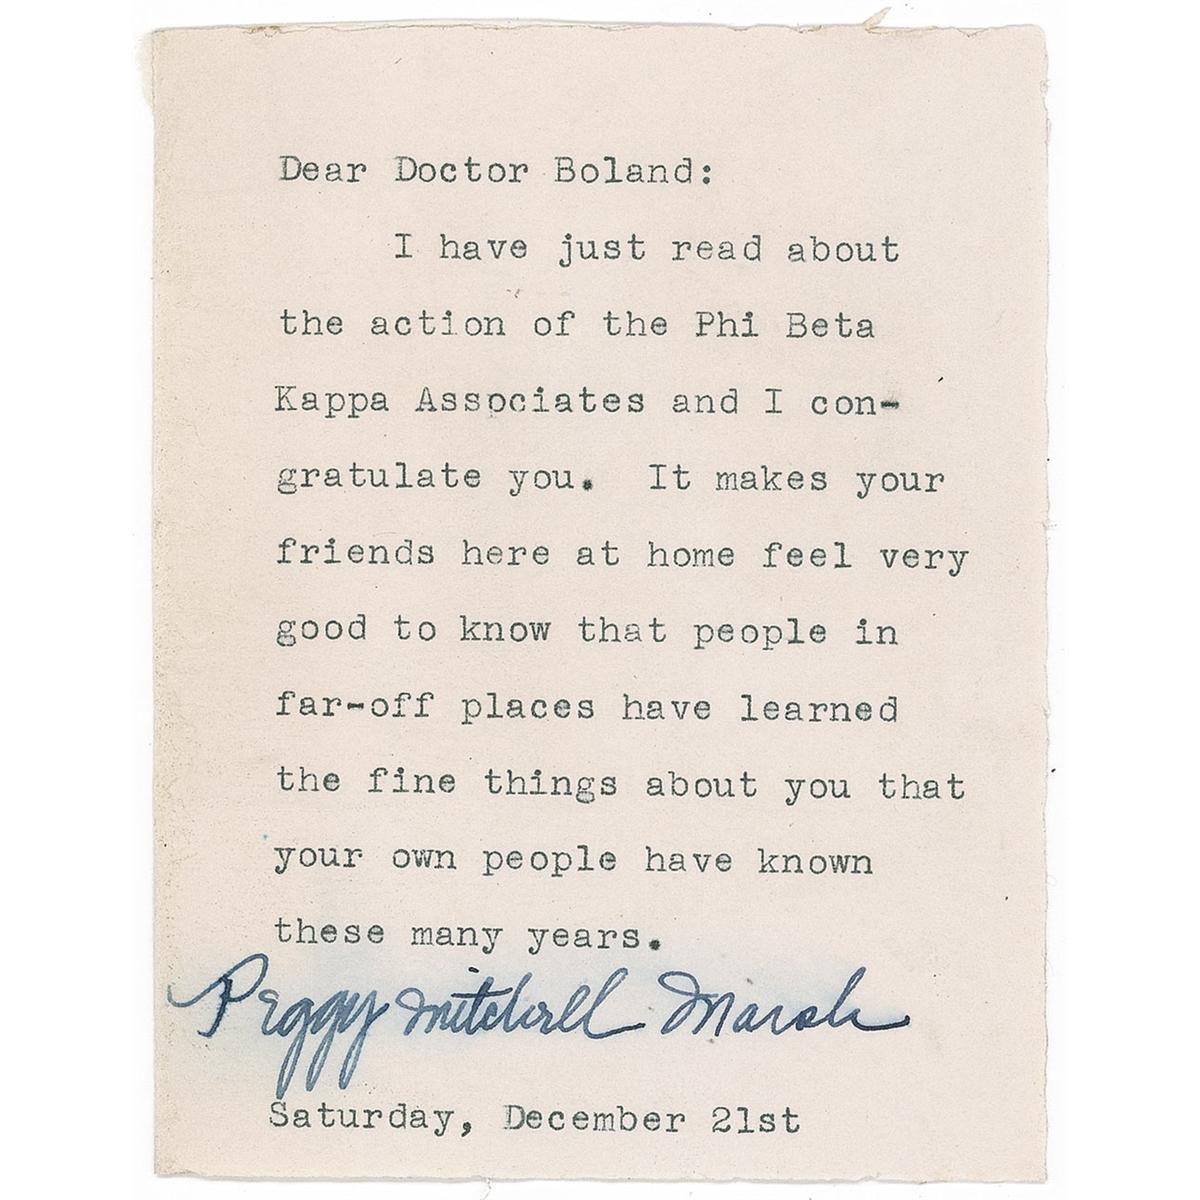 Dear Doctor Boland:
I have just read about
the action of the Phi Beta
Kappa Associates and I con-
gratulate you. It makes your
friends here at home feel very
good to know that people in
far-off places have learned
the fine things about you that
your own people have known
these many years.
Peggy Mitchell Marsh
Saturday, December 21st